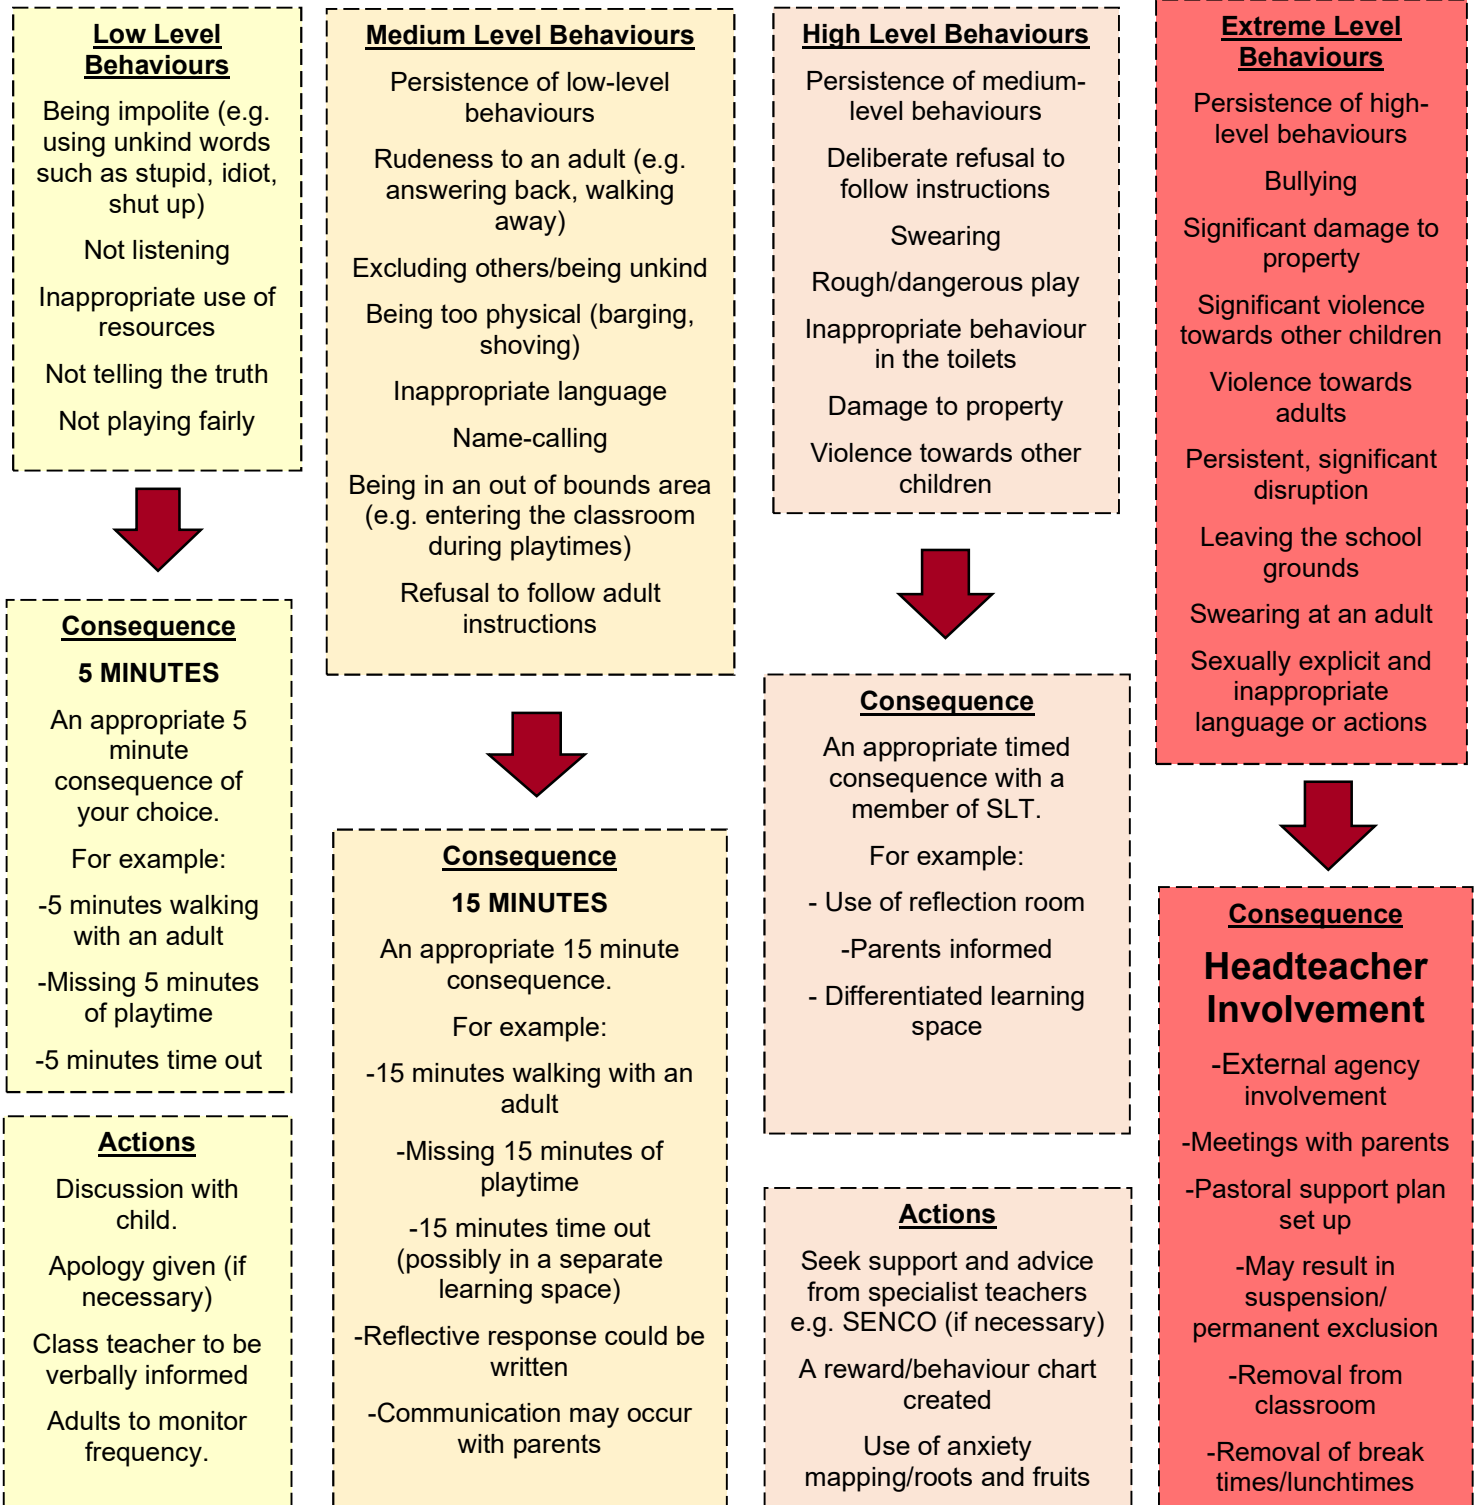 Low Level
Behaviours
Being impolite (e.g.
using unkind words
such as stupid, idiot,
shut up)
Not listening
Inappropriate use of
resources
Not telling the truth
Not playing fairly
Consequence
5 MINUTES
An appropriate 5
minute
consequence of
your choice.
For example:
-5 minutes walking
with an adult
-Missing 5 minutes
of playtime
-5 minutes time out
Actions
Discussion with
child.
Apology given (if
necessary)
Class teacher to be
verbally informed
Adults to monitor
frequency.
Medium Level Behaviours
Persistence of low-level
behaviours
Rudeness to an adult (e.g.
answering back, walking
away)
Excluding others/being unkind
Being too physical (barging,
shoving)
Inappropriate language
Name-calling
Being in an out of bounds area
(e.g. entering the classroom
during playtimes)
Refusal to follow adult
instructions
Consequence
15 MINUTES
An appropriate 15 minute
consequence.
For example:
-15 minutes walking with an
adult
-Missing 15 minutes of
playtime
-15 minutes time out
(possibly in a separate
learning space)
-Reflective response could be
written
-Communication may occur
with parents
High Level Behaviours
Persistence of medium-
level behaviours
Deliberate refusal to
follow instructions
Swearing
Rough/dangerous play
Inappropriate behaviour
in the toilets
Damage to property
Violence towards other
children
Consequence
An appropriate timed
consequence with a
member of SLT.
For example:
- Use of reflection room
-Parents informed
- Differentiated learning
space
Actions
Seek support and advice
from specialist teachers
e.g. SENCO (if necessary)
A reward/behaviour chart
created
Use of anxiety
mapping/roots and fruits
Extreme Level
Behaviours
Persistence of high-
level behaviours
Bullying
Significant damage to
property
Significant violence
towards other children
Violence towards
adults
Persistent, significant
disruption
Leaving the school
grounds
Swearing at an adult
Sexually explicit and
inappropriate
language or actions
Consequence
Headteacher
Involvement
-External agency
involvement
-Meetings with parents
-Pastoral support plan
set up
-May result in
suspension/
permanent exclusion
-Removal from
classroom
-Removal of break
times/lunchtimes